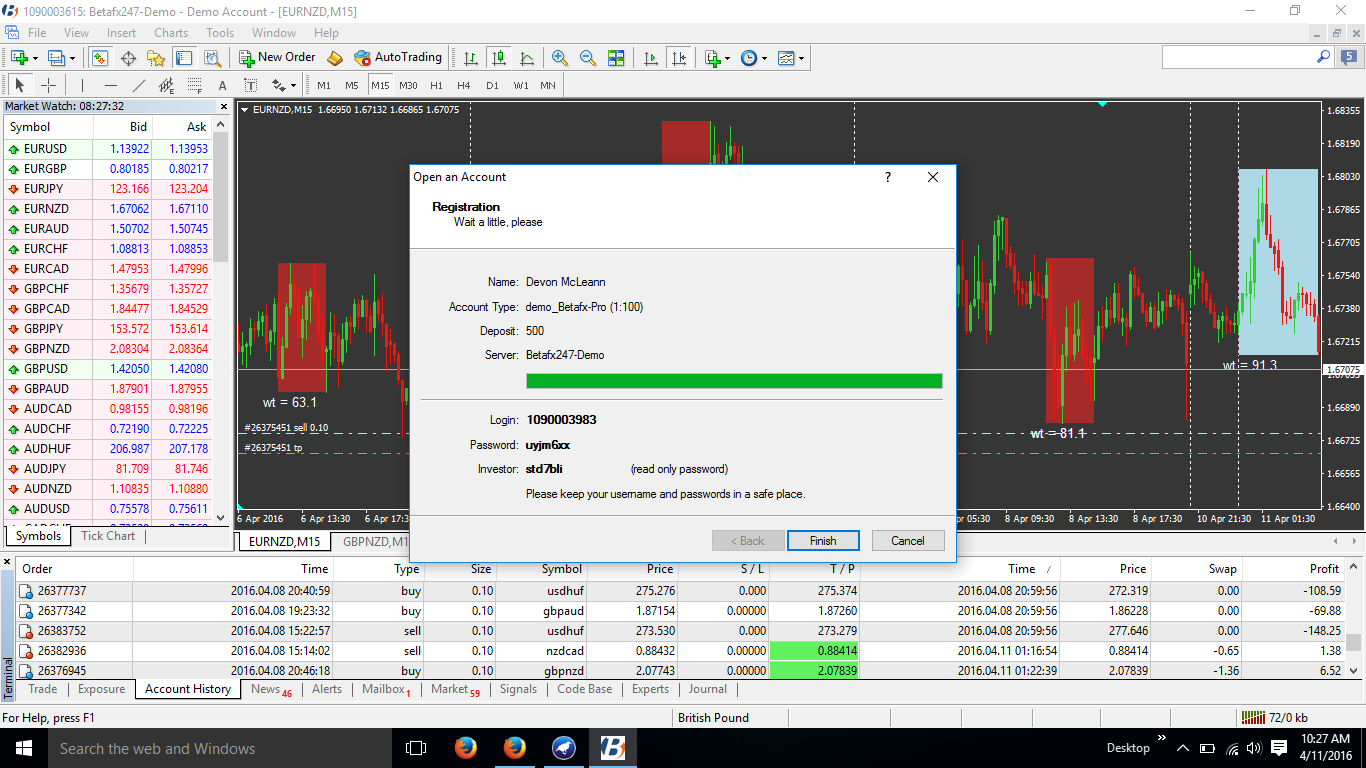 1090003615: Betafx247-Demo - Demo Account - [EURNZD,M15]
File View Insert Charts Tools Window Help
New Order AutoTrading 5
A T M1 M5 M15 M30 H1 H4 D1 W1 MN
Market Watch: 08:27:32
Symbol Bid Ask
EURUSD 1.13922 1.13953
EURGBP 0.80185 0.80217
EURJPY 123.166 123.204
EURNZD 1.67062 1.67110
EURAUD 1.50702 1.50745
EURCHF 1.08813 1.08853
EURCAD 1.47953 1.47996
GBPCHF 1.35679 1.35727
GBPCAD 1.84477 1.84529
GBPJPY 153.572 153.614
GBPNZD 2.08304 2.08364
GBPUSD 1.42050 1.42080
GBPAUD 1.87901 1.87955
AUDCAD 0.98155 0.98196
AUDCHF 0.72190 0.72225
AUDHUF 206.987 207.178
AUDJPY 81.709 81.746
AUDNZD 1.10835 1.10880
AUDUSD 0.75578 0.75611
Symbols Tick Chart
EURNZD,M15 1.66950 1.67132 1.66865 1.67075
wt = 63.1
#26375451 sell 0.10
#26375451 tp
wt = 81.1
wt = 91.3
1.68355
1.68190
1.68030
1.67865
1.67705
1.67540
1.67380
1.67215
1.67075
1.66890
1.66725
1.66565
1.66400
6 Apr 2016 6 Apr 13:30 6 Apr 17:3 pr 05:30 8 Apr 09:30 8 Apr 13:30 8 Apr 17:30 10 Apr 21:30 11 Apr 01:30
EURNZD,M15 GBPNZD,M1
Open an Account ?
Registration
Wait a little, please
Name: Devon McLeann
Account Type: demo_Betafx-Pro (1:100)
Deposit: 500
Server: Betafx247-Demo
Login: 1090003983
Password: uyjm6xx
Investor: std7bli (read only password)
Please keep your username and passwords in a safe place.
< Back Finish Cancel
Order Time Type Size Symbol Price S / L T / P Time / Price Swap Profit
26377737 2016.04.08 20:40:59 buy 0.10 usdhuf 275.276 0.000 275.374 2016.04.08 20:59:56 272.319 0.00 -108.59
26377342 2016.04.08 19:23:32 buy 0.10 gbpaud 1.87154 0.00000 1.87260 2016.04.08 20:59:56 1.86228 0.00 -69.88
26383752 2016.04.08 15:22:57 sell 0.10 usdhuf 273.530 0.000 273.279 2016.04.08 20:59:56 277.646 0.00 -148.25
26382936 2016.04.08 15:14:02 sell 0.10 nzdcad 0.88432 0.00000 0.88414 2016.04.11 01:16:54 0.88414 -0.65 1.38
26376945 2016.04.08 20:46:18 buy 0.10 gbpnzd 2.07743 0.00000 2.07839 2016.04.11 01:22:39 2.07839 -1.36 6.52
Terminal
Trade Exposure Account History News 46 Alerts Mailbox 1 Market 59 Signals Code Base Experts Journal
For Help, press F1 British Pound 72/0 kb
Search the web and Windows Desktop 10:27 AM
4/11/2016